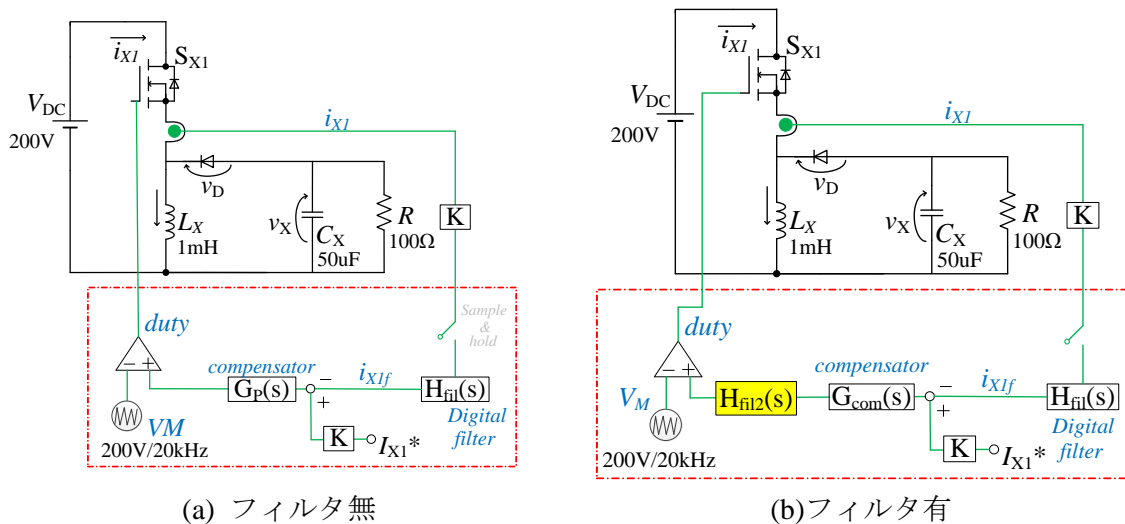 i_X1
S_X1
V_DC
200V
i_X1
v_D
K
L_X
1mH
v_X
C_X
50uF
R
100Ω
Sample
&
hold
duty
compensator
i_X1f
− +
G_P(s)
−
+
H_fil(s)
VM
200V/20kHz
K
I_X1*
Digital
filter
(a) フィルタ無
i_X1
S_X1
V_DC
200V
i_X1
v_D
K
L_X
1mH
v_X
C_X
50uF
R
100Ω
duty
compensator
i_X1f
− +
H_fil2(s)
G_com(s)
−
+
H_fil(s)
V_M
200V/20kHz
K
I_X1*
Digital
filter
(b)フィルタ有